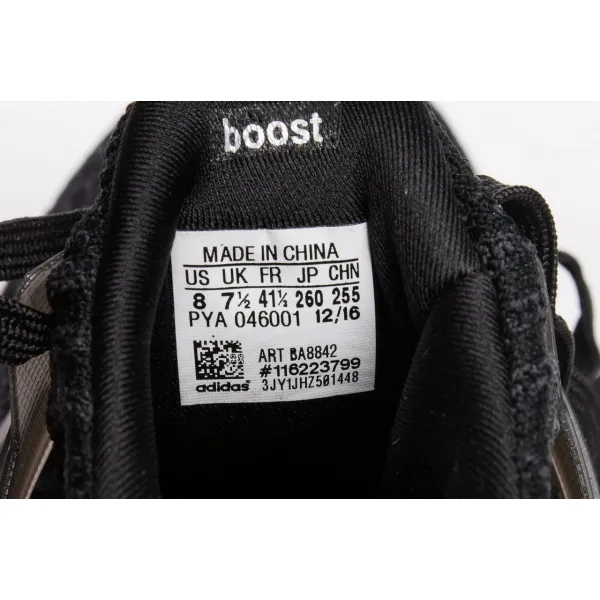 boost
MADE IN CHINA
US UK FR JP CHN
8 7½ 41½ 260 255
PYA 046001 12/16
ART BA8842
#116223799
adidas 3JY1JHZ501448